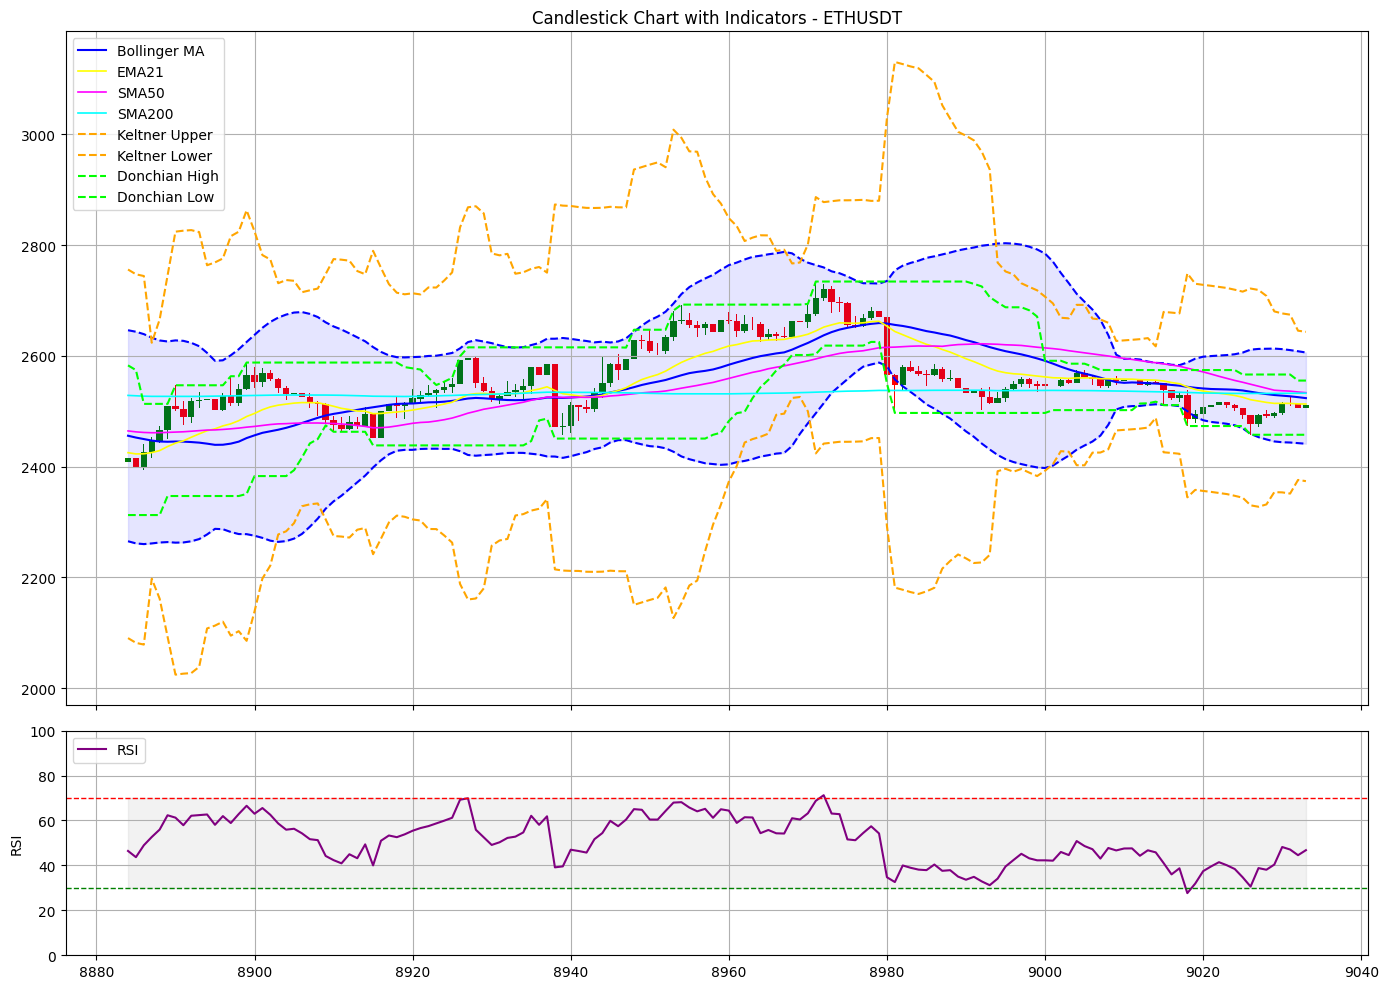 Candlestick Chart with Indicators - ETHUSDT
Bollinger MA
EMA21
SMA50
SMA200
Keltner Upper
Keltner Lower
Donchian High
Donchian Low
3000
2800
2600
2400
2200
2000
RSI
100
80
60
40
20
0
RSI
8880 8900 8920 8940 8960 8980 9000 9020 9040